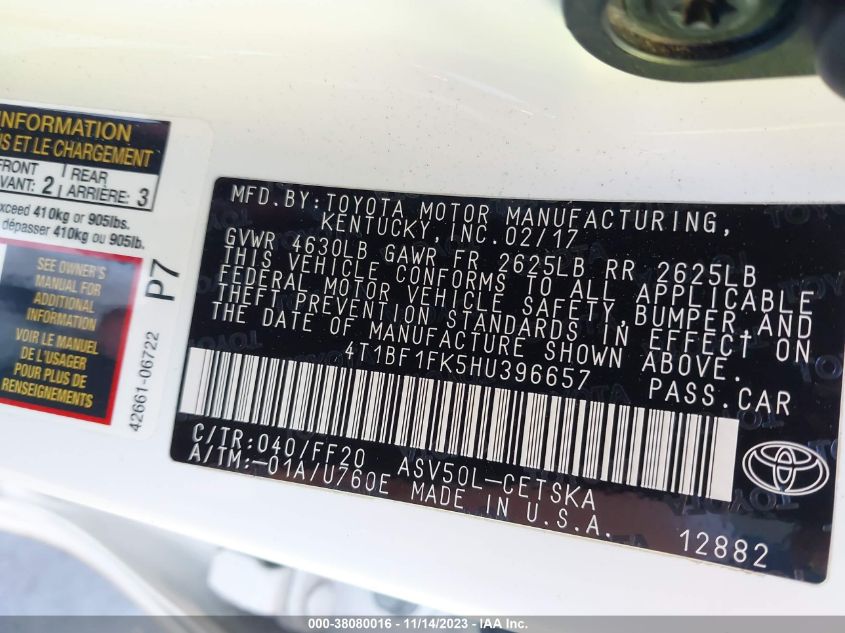 INFORMATION
S ET LE CHARGEMENT
FRONT
VANT: 2
REAR
ARRIÈRE: 3
xceed 410kg or 905lbs.
dépasser 410kg ou 905lb.
SEE OWNER'S
MANUAL FOR
ADDITIONAL
INFORMATION
VOIR LE MANUEL
DE L'USAGER
POUR PLUS DE
RENSEIGNEMENTS
P7
42661-06722
MFD.BY:TOYOTA MOTOR MANUFACTURING,
KENTUCKY, INC.02/17
GVWR 4630LB GAWR FR 2625LB RR 2625LB
THIS VEHICLE CONFORMS TO ALL APPLICABLE
FEDERAL MOTOR VEHICLE SAFETY,BUMPER,AND
THEFT PREVENTION STANDARDS IN EFFECT ON
THE DATE OF MANUFACTURE SHOWN ABOVE.
4T1BF1FK5HU396657 PASS.CAR
C/TR:040/FF20 ASV50L-CETSKA
A/TM:-01A/U760E MADE IN U.S.A.
12882
000-38080016 - 11/14/2023 - IAA Inc.